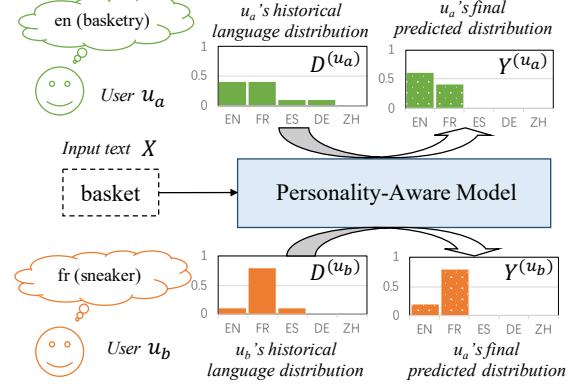 en (basketry)
User u_a
u_a's historical
language distribution
D^(u_a)
1
0.5
0
EN FR ES DE ZH
u_a's final
predicted distribution
Y^(u_a)
1
0.5
0
EN FR ES DE ZH
Input text X
basket
Personality-Aware Model
fr (sneaker)
User u_b
D^(u_b)
1
0.5
0
EN FR ES DE ZH
u_b's historical
language distribution
Y^(u_b)
1
0.5
0
EN FR ES DE ZH
u_a's final
predicted distribution